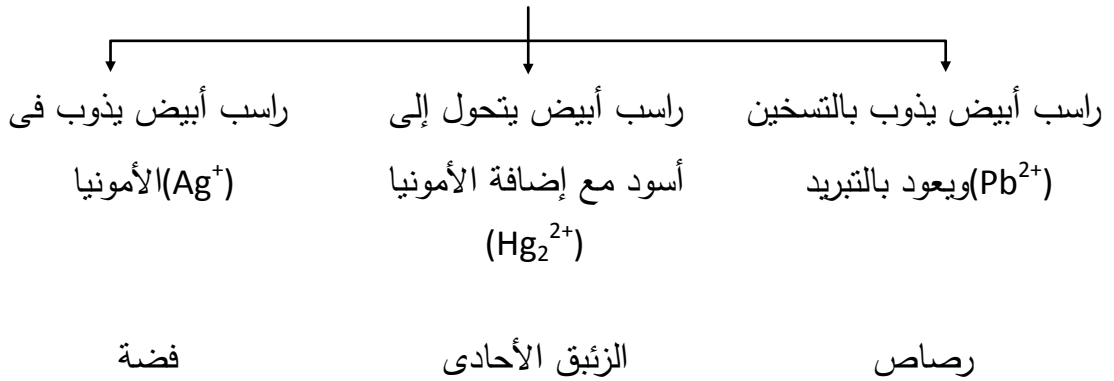 راسب أبيض يذوب بالتسخين
ويعود بالتبريد(Pb²⁺)
راسب أبيض يتحول إلى
أسود مع إضافة الأمونيا
(Hg₂²⁺)
راسب أبيض يذوب فى
الأمونيا(Ag⁺)
رصاص
الزئبق الأحادى
فضة